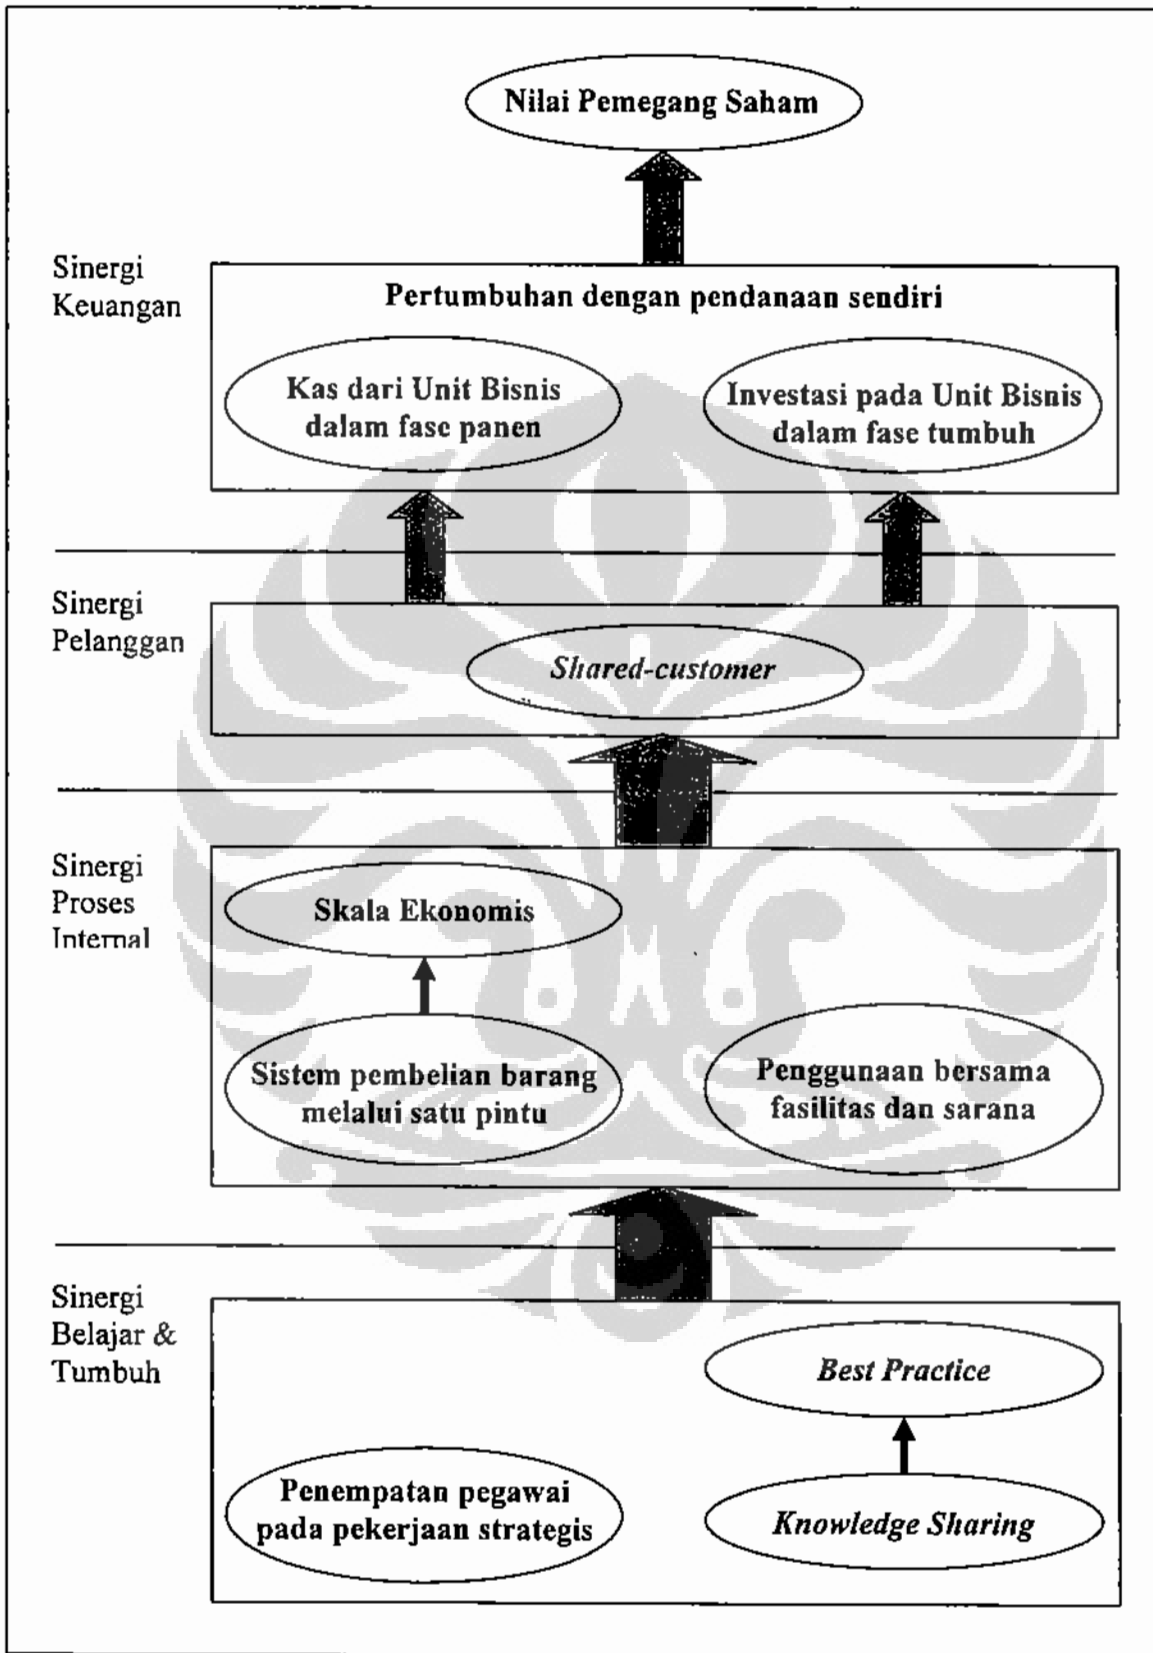 Nilai Pemegang Saham
Sinergi
Keuangan
Pertumbuhan dengan pendanaan sendiri
Kas dari Unit Bisnis
dalam fase panen
Investasi pada Unit Bisnis
dalam fase tumbuh
Sinergi
Pelanggan
Shared-customer
Sinergi
Proses
Internal
Skala Ekonomis
Sistem pembelian barang
melalui satu pintu
Penggunaan bersama
fasilitas dan sarana
Sinergi
Belajar &
Tumbuh
Best Practice
Penempatan pegawai
pada pekerjaan strategis
Knowledge Sharing